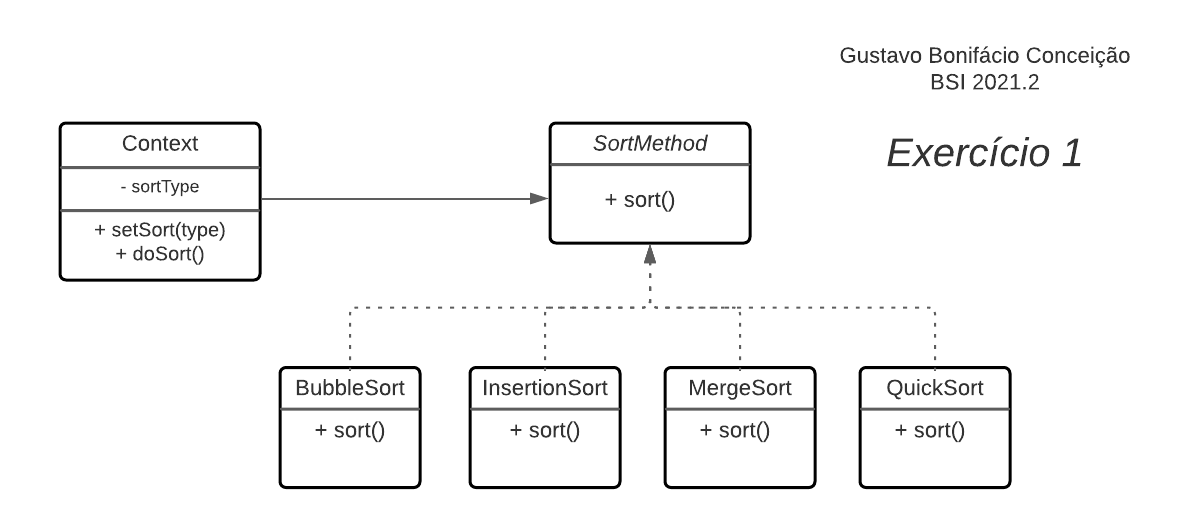 Gustavo Bonifácio Conceição
BSI 2021.2
Exercício 1
Context
- sortType
+ setSort(type)
+ doSort()
SortMethod
+ sort()
BubbleSort
+ sort()
InsertionSort
+ sort()
MergeSort
+ sort()
QuickSort
+ sort()